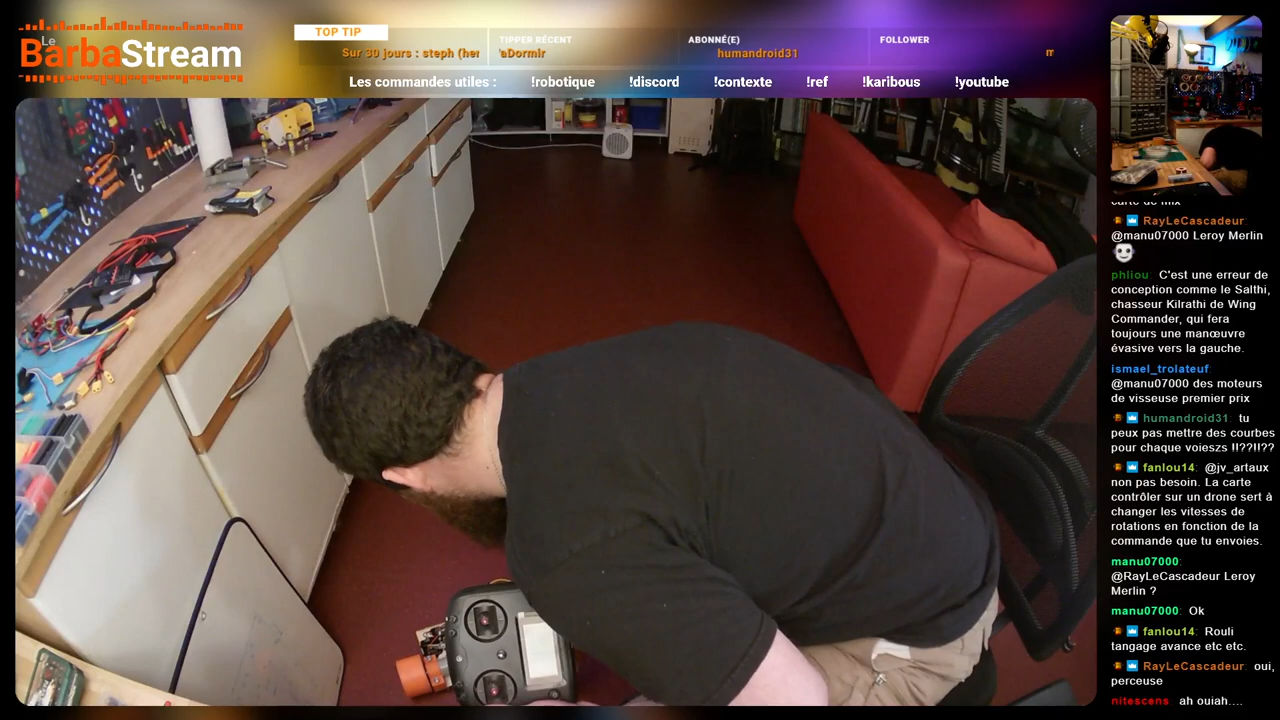 Le
BarbaStream
TOP TIP
Sur 30 jours : steph (her
TIPPER RÉCENT
'aDormir
ABONNÉ(E)
humandroid31
FOLLOWER
m
Les commandes utiles : !robotique !discord !contexte !ref !karibous !youtube
carte de mix
RayLeCascadeur
@manu07000 Leroy Merlin
phliou: C'est une erreur de
conception comme le Salthi,
chasseur Kilrathi de Wing
Commander, qui fera
toujours une manœuvre
évasive vers la gauche.
ismael_trolateuf:
@manu07000 des moteurs
de visseuse premier prix
humandroid31: tu
peux pas mettre des courbes
pour chaque voieszs !!??!!??
fanlou14: @jv_artaux
non pas besoin. La carte
contrôler sur un drone sert à
changer les vitesses de
rotations en fonction de la
commande que tu envoies.
manu07000:
@RayLeCascadeur Leroy
Merlin ?
manu07000: Ok
fanlou14: Rouli
tangage avance etc etc.
RayLeCascadeur: oui,
perceuse
nitescens: ah ouiah....